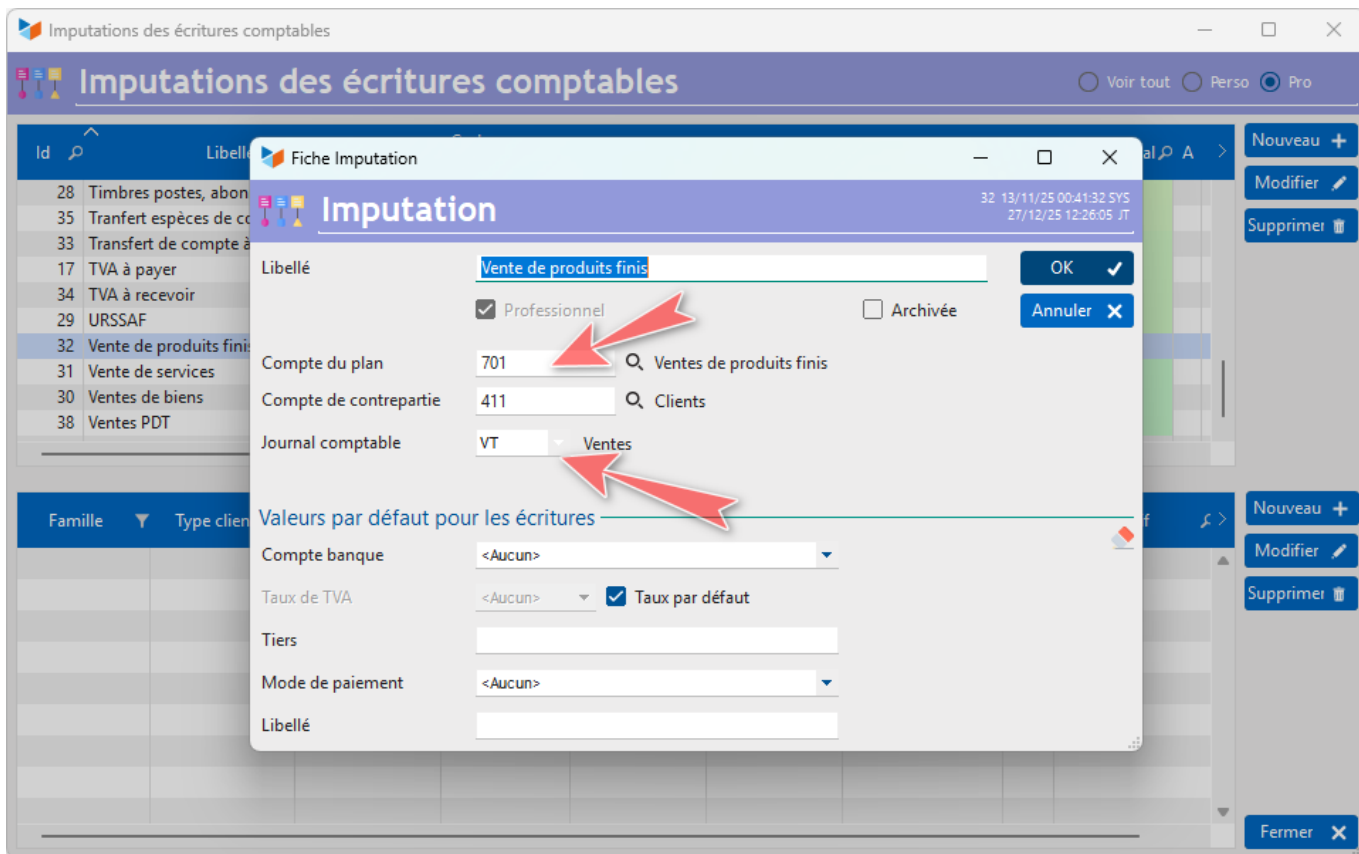 Imputations des écritures comptables
Imputations des écritures comptables
Voir tout Perso Pro
Id Libellé A
28 Timbres postes, abon
35 Tranfert espèces de co
33 Transfert de compte à
17 TVA à payer
34 TVA à recevoir
29 URSSAF
32 Vente de produits finis
31 Vente de services
30 Ventes de biens
38 Ventes PDT
Nouveau
Modifier
Supprimer
Fiche Imputation
Imputation
32 13/11/25 00:41:32 SYS
27/12/25 12:26:05 JT
Libellé Vente de produits finis OK
Professionnel Archivée Annuler
Compte du plan 701 Ventes de produits finis
Compte de contrepartie 411 Clients
Journal comptable VT Ventes
Valeurs par défaut pour les écritures
Compte banque <Aucun>
Taux de TVA <Aucun> Taux par défaut
Tiers
Mode de paiement <Aucun>
Libellé
Famille Type clien
Nouveau
Modifier
Supprimer
Fermer